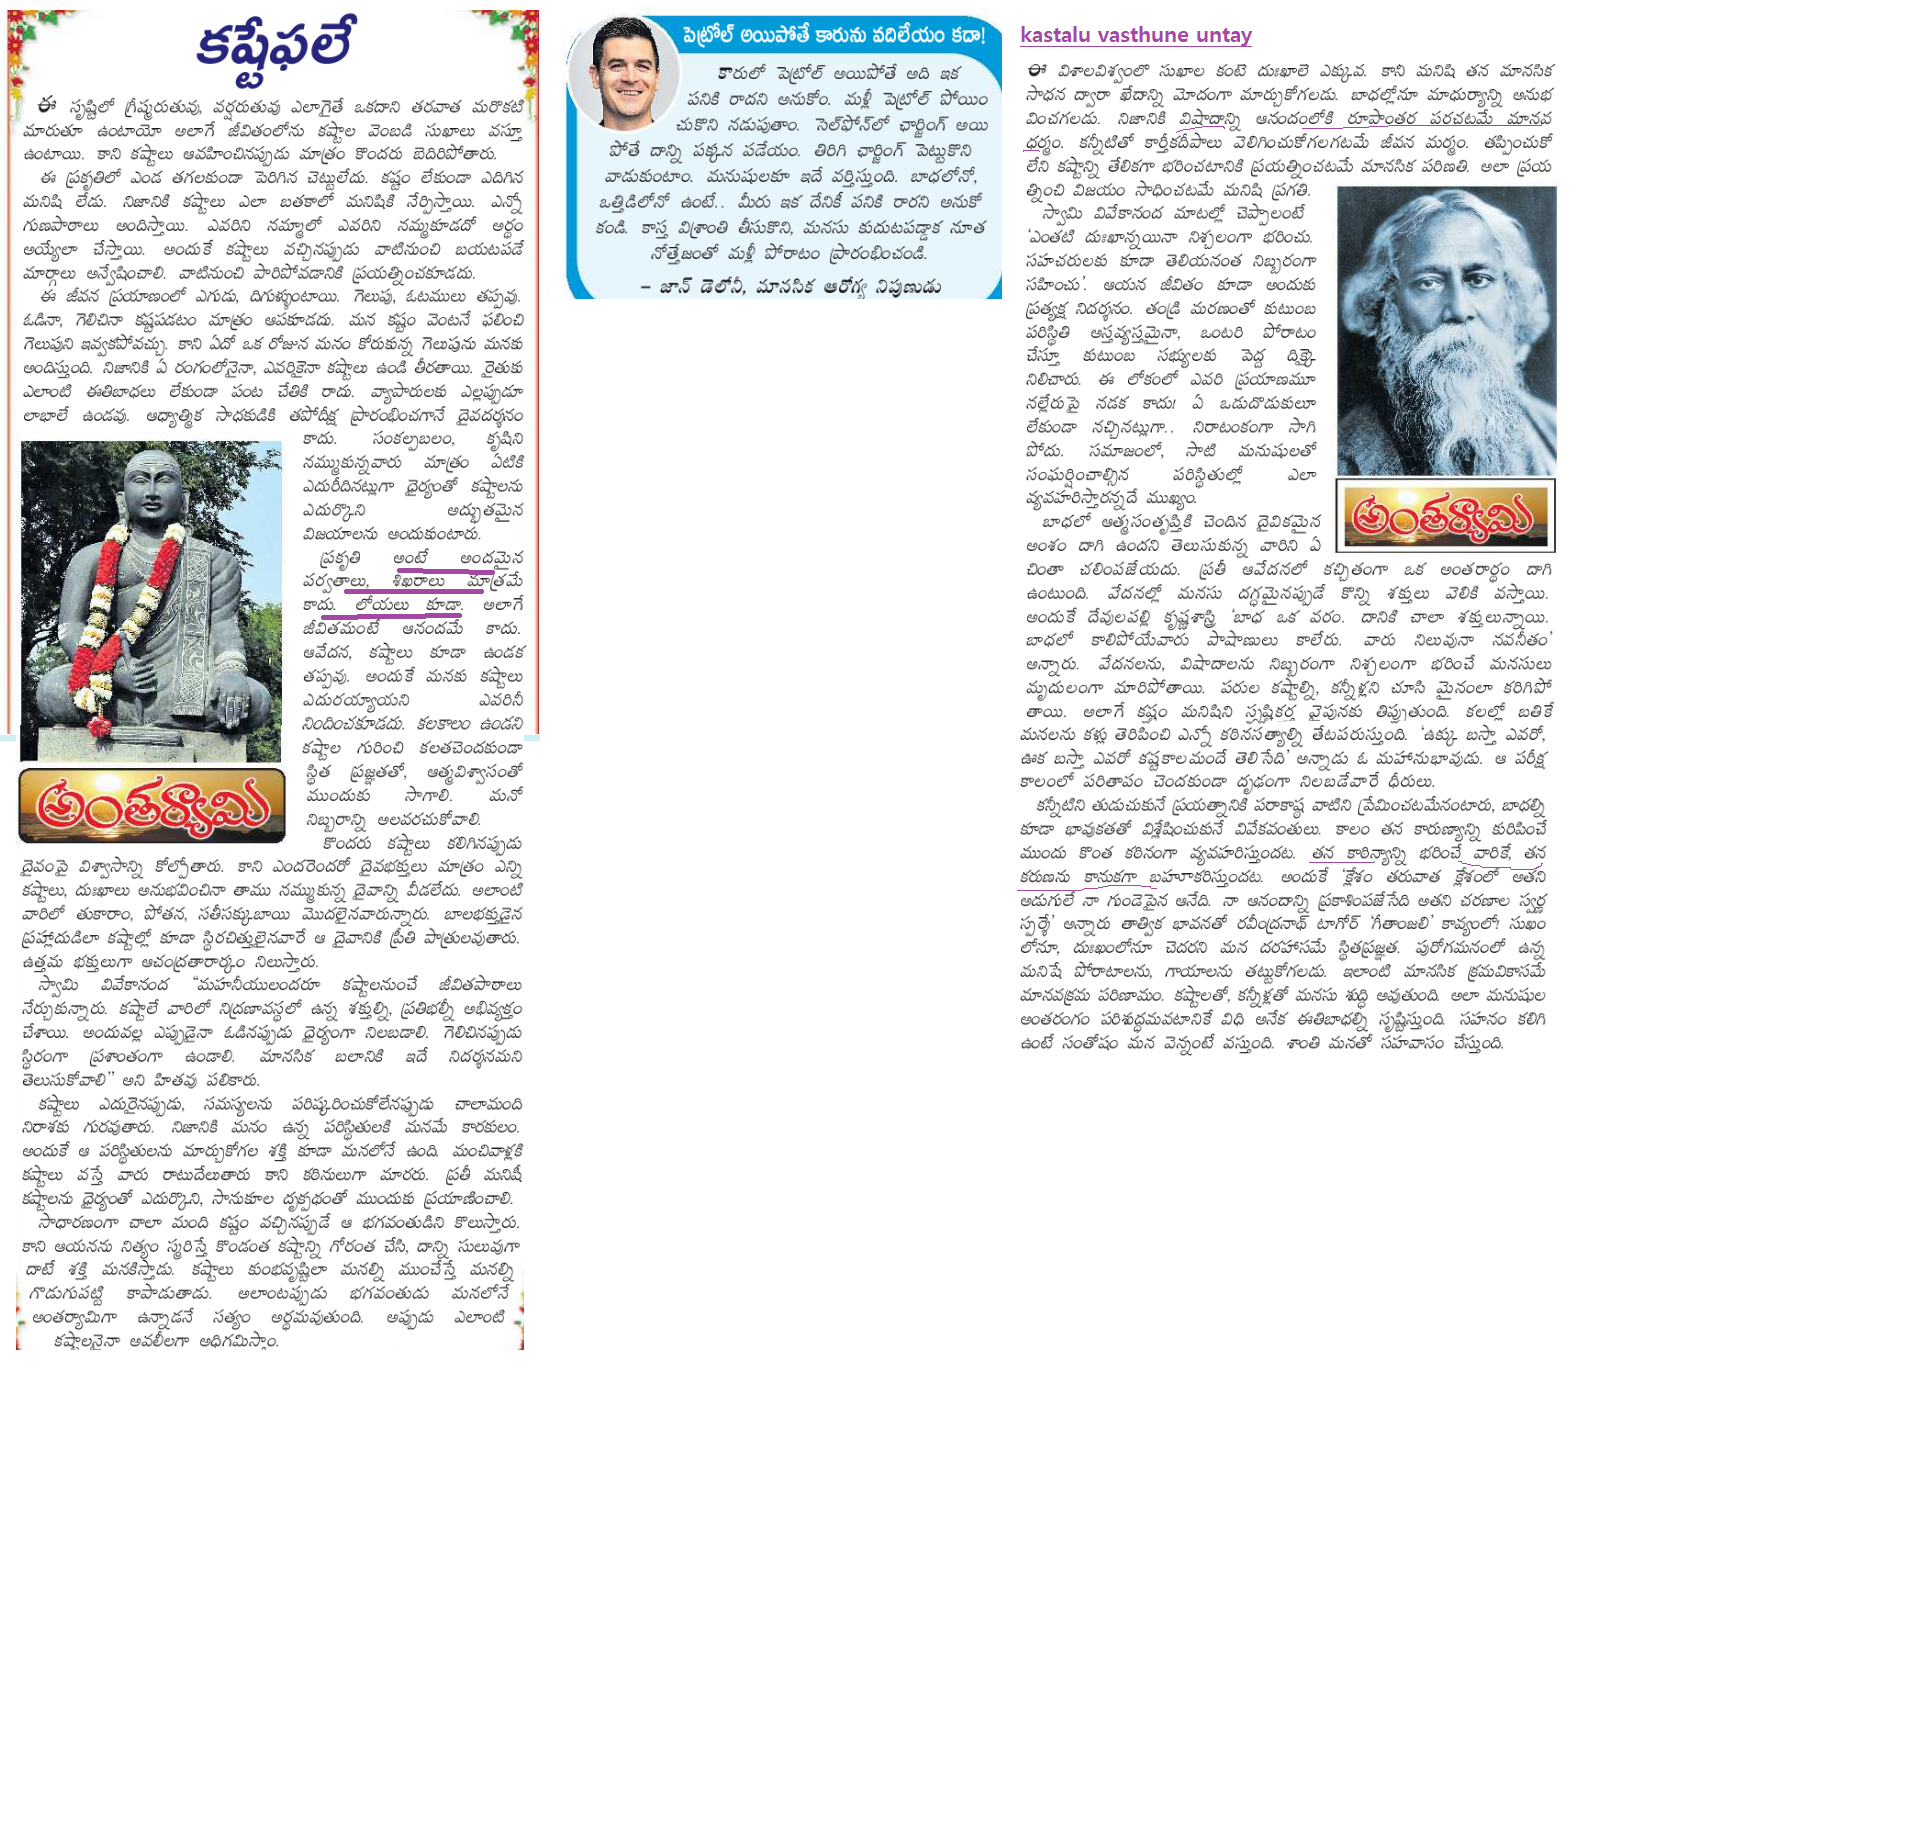 కష్టేఫలే
ఈ సృష్టిలో గ్రీష్మరుతువు, వర్షరుతువు ఎలాగైతే ఒకదాని తరవాత మరొకటి
మారుతూ ఉంటాయో అలాగే జీవితంలోను కష్టాల వెంబడి సుఖాలు వస్తూ
ఉంటాయి. కాని కష్టాలు ఆవహించినప్పుడు మాత్రం కొందరు బెదిరిపోతారు.
ఈ ప్రకృతిలో ఎండ తగలకుండా పెరిగిన చెట్టులేదు. కష్టం లేకుండా ఎదిగిన
మనిషి లేడు. నిజానికి కష్టాలు ఎలా బతకాలో మనిషికి నేర్పిస్తాయి. ఎన్నో
గుణపాఠాలు అందిస్తాయి. ఎవరిని నమ్మాలో ఎవరిని నమ్మకూడదో అర్థం
అయ్యేలా చేస్తాయి. అందుకే కష్టాలు వచ్చినప్పుడు వాటినుంచి బయటపడే
మార్గాలు అన్వేషించాలి. వాటినుంచి పారిపోవడానికి ప్రయత్నించకూడదు.
ఈ జీవన ప్రయాణంలో ఎగుడు, దిగుళ్ళుంటాయి. గెలుపు, ఓటములు తప్పవు.
ఓడినా, గెలిచినా కష్టపడటం మాత్రం ఆపకూడదు. మన కష్టం వెంటనే ఫలించి
గెలుపుని ఇవ్వకపోవచ్చు. కాని ఏదో ఒక రోజున మనం కోరుకున్న గెలుపును మనకు
అందిస్తుంది. నిజానికి ఏ రంగంలోనైనా, ఎవరికైనా కష్టాలు ఉండి తీరతాయి. రైతుకు
ఎలాంటి ఈతిబాధలు లేకుండా పంట చేతికి రాదు. వ్యాపారులకు ఎల్లప్పుడూ
లాభాలే ఉండవు. ఆధ్యాత్మిక సాధకుడికి తపోదీక్ష ప్రారంభించగానే దైవదర్శనం
కాదు. సంకల్పబలం, కృషిని
నమ్ముకున్నవారు మాత్రం ఏటికి
ఎదురీదినట్లుగా ధైర్యంతో కష్టాలను
ఎదుర్కొని అద్భుతమైన
విజయాలను అందుకుంటారు.
ప్రకృతి అంటే అందమైన
పర్వతాలు, శిఖరాలు మాత్రమే
కాదు. లోయలు కూడా. అలాగే
జీవితమంటే ఆనందమే కాదు.
ఆవేదన, కష్టాలు కూడా ఉండక
తప్పవు. అందుకే మనకు కష్టాలు
ఎదురయ్యాయని ఎవరినీ
నిందించకూడదు. కలకాలం ఉండని
కష్టాల గురించి కలతచెందకుండా
స్థిత ప్రజ్ఞతతో, ఆత్మవిశ్వాసంతో
ముందుకు సాగాలి. మనో
నిబ్బరాన్ని అలవరచుకోవాలి.
అంతర్యామి
కొందరు కష్టాలు కలిగినప్పుడు
దైవంపై విశ్వాసాన్ని కోల్పోతారు. కాని ఎందరెందరో దైవభక్తులు మాత్రం ఎన్ని
కష్టాలు, దుఃఖాలు అనుభవించినా తాము నమ్ముకున్న దైవాన్ని వీడలేదు. అలాంటి
వారిలో తుకారాం, పోతన, సతీసక్కుబాయి మొదలైనవారున్నారు. బాలభక్తుడైన
ప్రహ్లాదుడిలా కష్టాల్లో కూడా స్థిరచిత్తులైనవారే ఆ దైవానికి ప్రీతి పాత్రులవుతారు.
ఉత్తమ భక్తులుగా ఆచంద్రతారార్కం నిలుస్తారు.
స్వామి వివేకానంద “మహనీయులందరూ కష్టాలనుంచే జీవితపాఠాలు
నేర్చుకున్నారు. కష్టాలే వారిలో నిద్రణావస్థలో ఉన్న శక్తుల్ని, ప్రతిభల్నీ అభివ్యక్తం
చేశాయి. అందువల్ల ఎప్పుడైనా ఓడినప్పుడు ధైర్యంగా నిలబడాలి. గెలిచినప్పుడు
స్థిరంగా ప్రశాంతంగా ఉండాలి. మానసిక బలానికి ఇదే నిదర్శనమని
తెలుసుకోవాలి” అని హితవు పలికారు.
కష్టాలు ఎదురైనప్పుడు, సమస్యలను పరిష్కరించుకోలేనప్పుడు చాలామంది
నిరాశకు గురవుతారు. నిజానికి మనం ఉన్న పరిస్థితులకి మనమే కారకులం.
అందుకే ఆ పరిస్థితులను మార్చుకోగల శక్తి కూడా మనలోనే ఉంది. మంచివాళ్లకి
కష్టాలు వస్తే వారు రాటుదేలుతారు కాని కఠినులుగా మారరు. ప్రతీ మనిషీ
కష్టాలను ధైర్యంతో ఎదుర్కొని, సానుకూల దృక్పథంతో ముందుకు ప్రయాణించాలి.
సాధారణంగా చాలా మంది కష్టం వచ్చినప్పుడే ఆ భగవంతుడిని కొలుస్తారు.
కాని ఆయనను నిత్యం స్మరిస్తే కొండంత కష్టాన్ని గోరంత చేసి, దాన్ని సులువుగా
దాటే శక్తి మనకిస్తాడు. కష్టాలు కుంభవృష్టిలా మనల్ని ముంచేస్తే మనల్ని
గొడుగుపట్టి కాపాడుతాడు. అలాంటప్పుడు భగవంతుడు మనలోనే
అంతర్యామిగా ఉన్నాడనే సత్యం అర్థమవుతుంది. అప్పుడు ఎలాంటి
కష్టాలనైనా అవలీలగా అధిగమిస్తాం.
పెట్రోల్ అయిపోతే కారును వదిలేయం కదా!
కారులో పెట్రోల్ అయిపోతే అది ఇక
పనికి రాదని అనుకోం. మళ్లీ పెట్రోల్ పోయిం
చుకొని నడుపుతాం. సెల్‌ఫోన్‌లో ఛార్జింగ్ అయి
పోతే దాన్ని పక్కన పడేయం. తిరిగి ఛార్జింగ్ పెట్టుకొని
వాడుకుంటాం. మనుషులకూ ఇదే వర్తిస్తుంది. బాధలోనో,
ఒత్తిడిలోనో ఉంటే.. మీరు ఇక దేనికీ పనికి రారని అనుకో
కండి. కాస్త విశ్రాంతి తీసుకొని, మనసు కుదుటపడ్డాక నూత
నోత్తేజంతో మళ్లీ పోరాటం ప్రారంభించండి.
– జాన్ డెలోనీ, మానసిక ఆరోగ్య నిపుణుడు
kastalu vasthune untay
ఈ విశాలవిశ్వంలో సుఖాల కంటె దుఃఖాలె ఎక్కువ. కాని మనిషి తన మానసిక
సాధన ద్వారా ఖేదాన్ని మోదంగా మార్చుకోగలడు. బాధల్లోనూ మాధుర్యాన్ని అనుభ
వించగలడు. నిజానికి విషాదాన్ని ఆనందంలోకి రూపాంతర పరచటమే మానవ
ధర్మం. కన్నీటితో కార్తీకదీపాలు వెలిగించుకోగలగటమే జీవన మర్మం. తప్పించుకో
లేని కష్టాన్ని తేలికగా భరించటానికి ప్రయత్నించటమే మానసిక పరిణతి. అలా ప్రయ
త్నించి విజయం సాధించటమే మనిషి ప్రగతి.
స్వామి వివేకానంద మాటల్లో చెప్పాలంటే
‘ఎంతటి దుఃఖాన్నయినా నిశ్చలంగా భరించు.
సహచరులకు కూడా తెలియనంత నిబ్బరంగా
సహించు’. ఆయన జీవితం కూడా అందుకు
ప్రత్యక్ష నిదర్శనం. తండ్రి మరణంతో కుటుంబ
పరిస్థితి అస్తవ్యస్తమైనా, ఒంటరి పోరాటం
చేస్తూ కుటుంబ సభ్యులకు పెద్ద దిక్కై
నిలిచారు. ఈ లోకంలో ఎవరి ప్రయాణమూ
నల్లేరుపై నడక కాదు! ఏ ఒడుదొడుకులూ
లేకుండా నచ్చినట్లుగా.. నిరాటంకంగా సాగి
పోదు. సమాజంలో, సాటి మనుషులతో
సంఘర్షించాల్సిన పరిస్థితుల్లో ఎలా
వ్యవహరిస్తారన్నదే ముఖ్యం.
అంతర్యామి
బాధలో ఆత్మసంతృప్తికి చెందిన దైవికమైన
అంశం దాగి ఉందని తెలుసుకున్న వారిని ఏ
చింతా చలింపజేయదు. ప్రతీ ఆవేదనలో కచ్చితంగా ఒక అంతరార్థం దాగి
ఉంటుంది. వేదనల్లో మనసు దగ్ధమైనప్పుడే కొన్ని శక్తులు వెలికి వస్తాయి.
అందుకే దేవులపల్లి కృష్ణశాస్త్రి ‘బాధ ఒక వరం. దానికి చాలా శక్తులున్నాయి.
బాధలో కాలిపోయేవారు పాషాణులు కాలేరు. వారు నిలువునా నవనీతం’
అన్నారు. వేదనలను, విషాదాలను నిబ్బరంగా నిశ్చలంగా భరించే మనసులు
మృదులంగా మారిపోతాయి. పరుల కష్టాల్ని, కన్నీళ్లని చూసి మైనంలా కరిగిపో
తాయి. అలాగే కష్టం మనిషిని సృష్టికర్త వైపునకు తిప్పుతుంది. కలల్లో బతికే
మనలను కళ్లు తెరిపించి ఎన్నో కఠినసత్యాల్ని తేటపరుస్తుంది. ‘ఉక్కు బస్తా ఎవరో,
ఊక బస్తా ఎవరో కష్టకాలమందే తెలిసేది’ అన్నాడు ఓ మహానుభావుడు. ఆ పరీక్ష
కాలంలో పరితాపం చెందకుండా దృఢంగా నిలబడేవారే ధీరులు.
కన్నీటిని తుడుచుకునే ప్రయత్నానికి పరాకాష్ఠ వాటిని ప్రేమించటమేనంటారు, బాధల్ని
కూడా భావుకతతో విశ్లేషించుకునే వివేకవంతులు. కాలం తన కారుణ్యాన్ని కురిపించే
ముందు కొంత కఠినంగా వ్యవహరిస్తుందట. తన కాఠిన్యాన్ని భరించే వారికే, తన
కరుణను కానుకగా బహూకరిస్తుందట. అందుకే ‘క్లేశం తరువాత క్లేశంలో అతని
అడుగులే నా గుండెపైన ఆనేది. నా ఆనందాన్ని ప్రకాశింపజేసేది అతని చరణాల స్వర్ణ
స్పర్శే’ అన్నారు తాత్విక భావనతో రవీంద్రనాథ్ టాగోర్ ‘గీతాంజలి’ కావ్యంలో! సుఖం
లోనూ, దుఃఖంలోనూ చెదరని మన దరహాసమే స్థితప్రజ్ఞత. పురోగమనంలో ఉన్న
మనిషే పోరాటాలను, గాయాలను తట్టుకోగలడు. ఇలాంటి మానసిక క్రమవికాసమే
మానవక్రమ పరిణామం. కష్టాలతో, కన్నీళ్లతో మనసు శుద్ధి అవుతుంది. అలా మనుషుల
అంతరంగం పరిశుద్ధమవటానికే విధి అనేక ఈతిబాధల్ని సృష్టిస్తుంది. సహనం కలిగి
ఉంటే సంతోషం మన వెన్నంటే వస్తుంది. శాంతి మనతో సహవాసం చేస్తుంది.